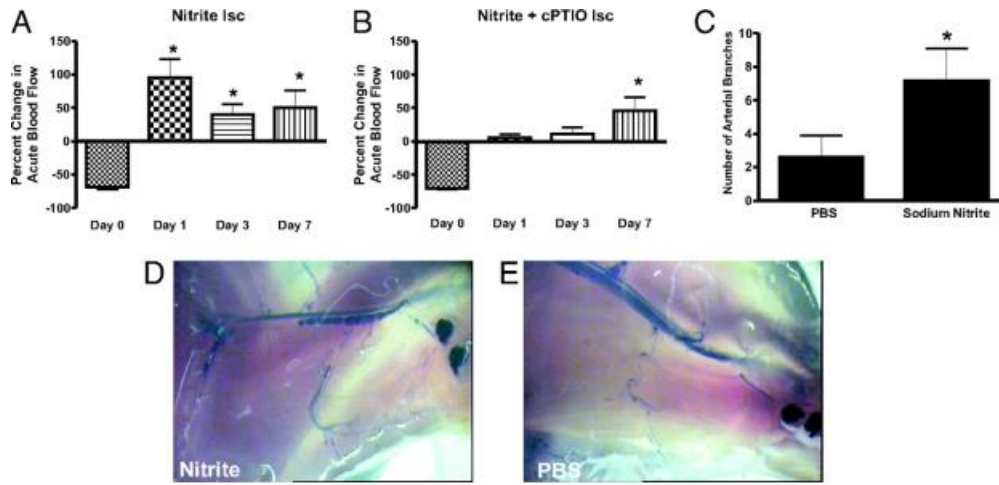 A
Nitrite Isc
Percent Change in
Acute Blood Flow
150
100
50
0
-50
-100
*
*
*
Day 0 Day 1 Day 3 Day 7
B
Nitrite + cPTIO Isc
Percent Change in
Acute Blood Flow
150
100
50
0
-50
-100
*
Day 0 Day 1 Day 3 Day 7
C
Number of Arterial Branches
10
8
6
4
2
0
*
PBS Sodium Nitrite
D
Nitrite
E
PBS